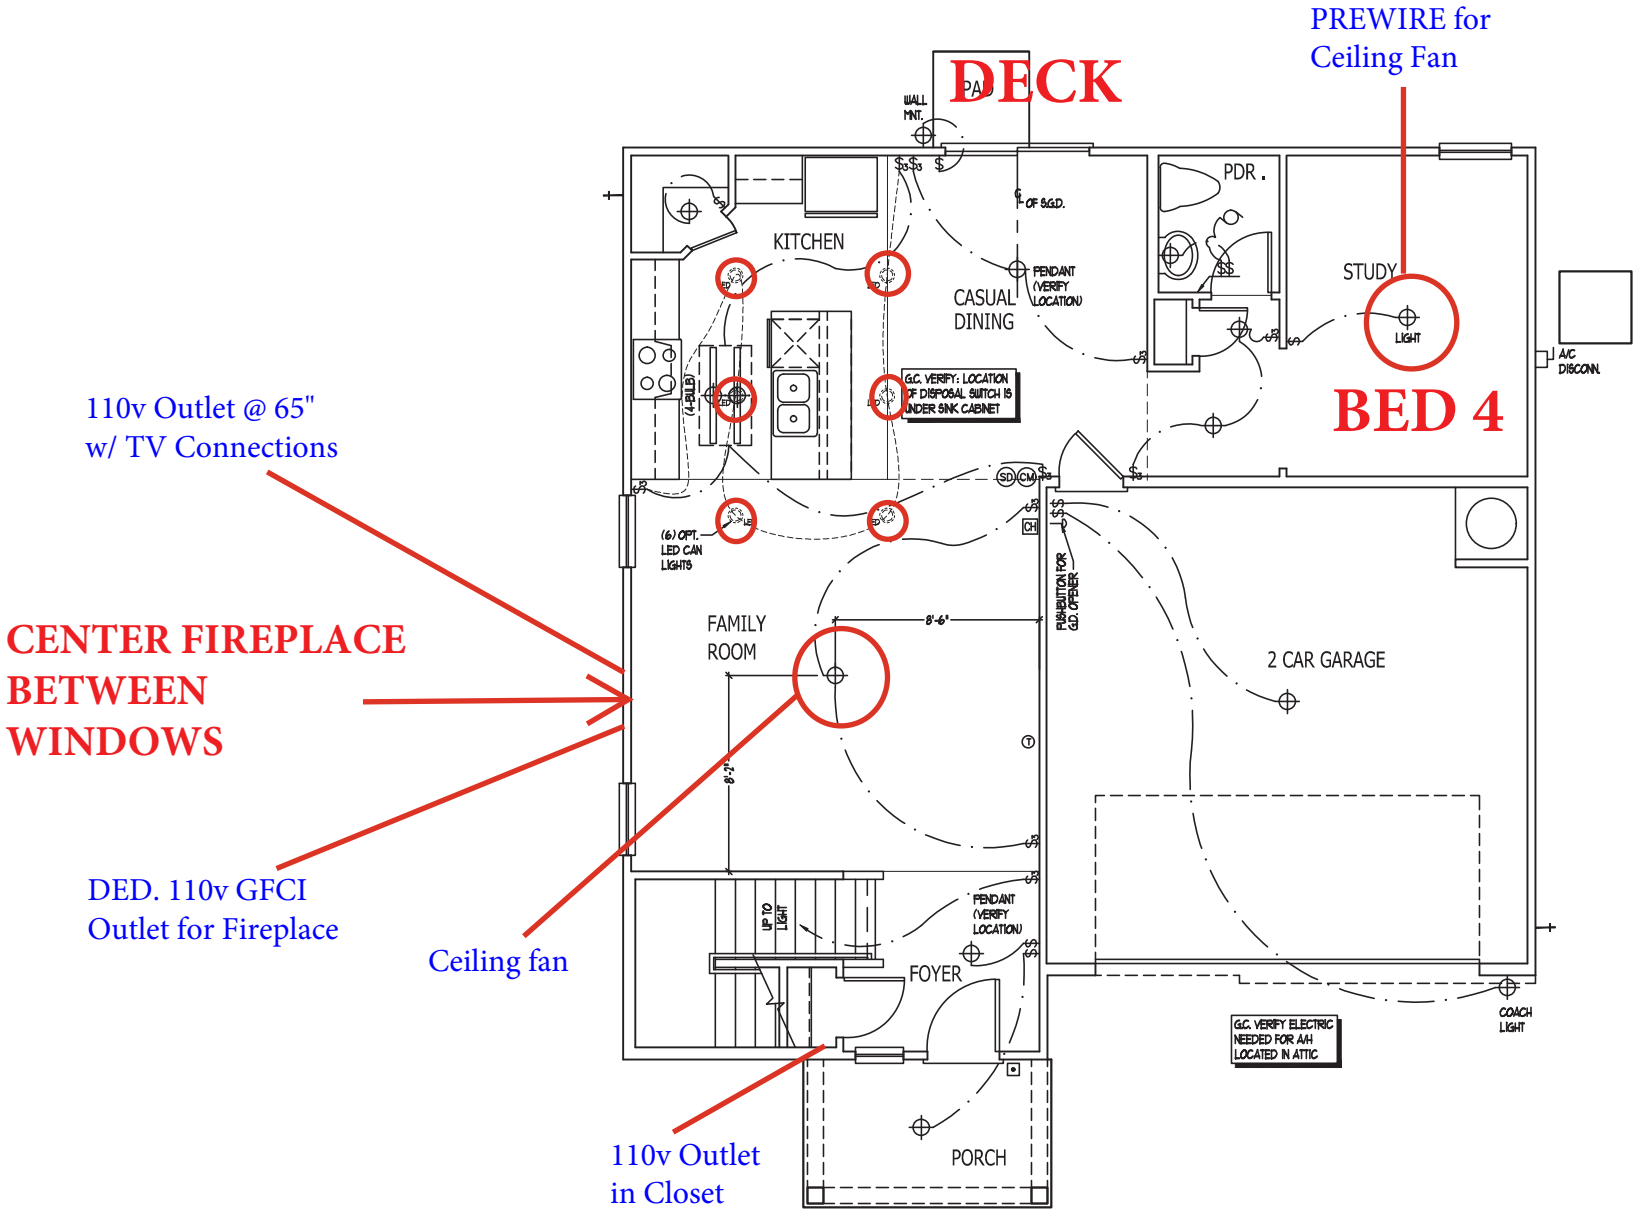 PREWIRE for
Ceiling Fan
DECK
PAD
WALL
MNT.
PDR.
OF S.G.D.
KITCHEN
PENDANT
(VERIFY
LOCATION)
CASUAL
DINING
STUDY
LIGHT
A/C
DISCONN.
BED 4
G.C. VERIFY: LOCATION
OF DISPOSAL SWITCH IS
UNDER SINK CABINET
(4-BULB)
LED
110v Outlet @ 65"
w/ TV Connections
SD
CM
CH
(6) OPT.
LED CAN
LIGHTS
PUSHBUTTON FOR
G.D. OPENER
8'-6"
FAMILY
ROOM
2 CAR GARAGE
CENTER FIREPLACE
BETWEEN
WINDOWS
T
8'-2"
DED. 110v GFCI
Outlet for Fireplace
Ceiling fan
UP TO
LIGHT
PENDANT
(VERIFY
LOCATION)
FOYER
COACH
LIGHT
G.C. VERIFY ELECTRIC
NEEDED FOR A/H
LOCATED IN ATTIC
110v Outlet
in Closet
PORCH